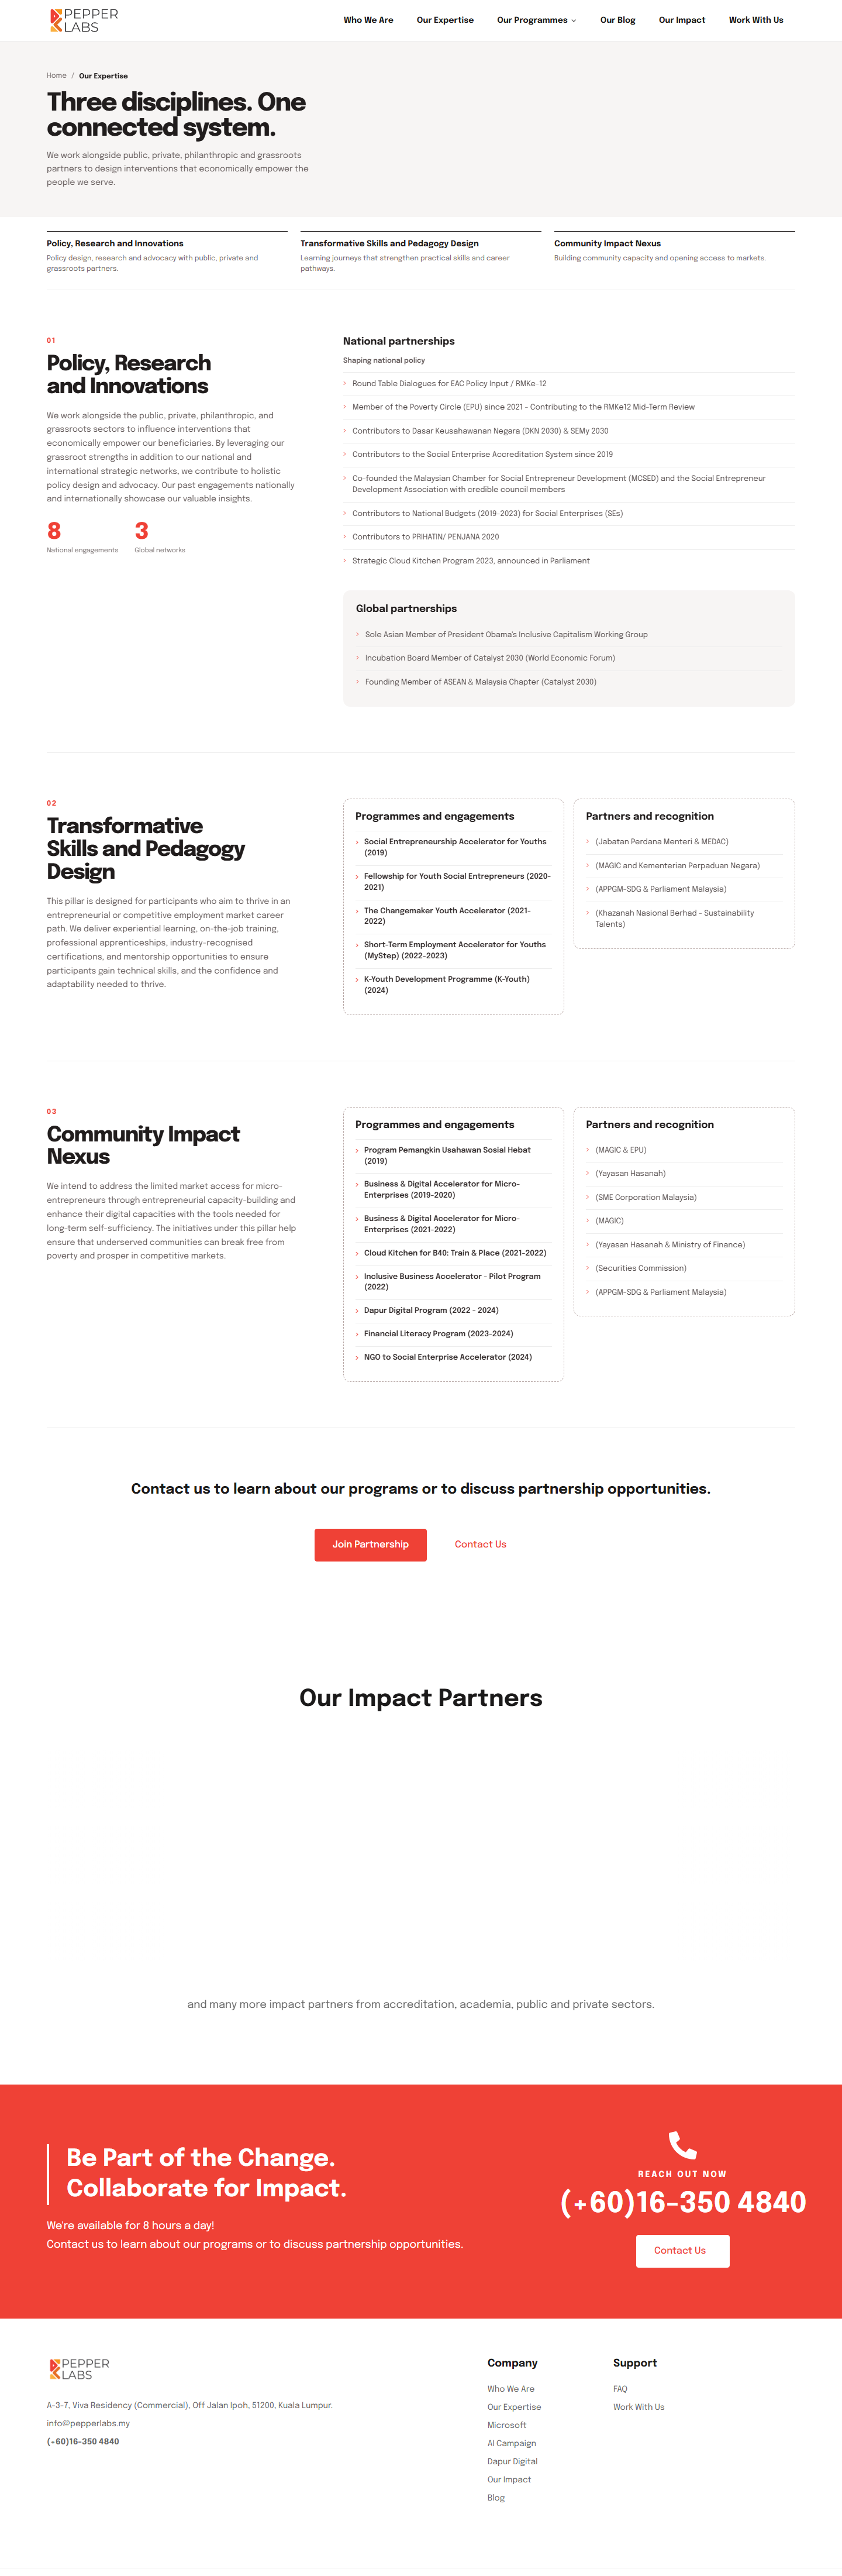 PEPPER
LABS
Who We Are
Our Expertise
Our Programmes
Our Blog
Our Impact
Work With Us
Home / Our Expertise
Three disciplines. One
connected system.
We work alongside public, private, philanthropic and grassroots
partners to design interventions that economically empower the
people we serve.
Policy, Research and Innovations
Policy design, research and advocacy with public, private and
grassroots partners.
Transformative Skills and Pedagogy Design
Learning journeys that strengthen practical skills and career
pathways.
Community Impact Nexus
Building community capacity and opening access to markets.
01
Policy, Research
and Innovations
We work alongside the public, private, philanthropic, and
grassroots sectors to influence interventions that
economically empower our beneficiaries. By leveraging our
grassroot strengths in addition to our national and
international strategic networks, we contribute to holistic
policy design and advocacy. Our past engagements nationally
and internationally showcase our valuable insights.
8
National engagements
3
Global networks
National partnerships
Shaping national policy
Round Table Dialogues for EAC Policy Input / RMKe-12
Member of the Poverty Circle (EPU) since 2021 - Contributing to the RMKe12 Mid-Term Review
Contributors to Dasar Keusahawanan Negara (DKN 2030) & SEMy 2030
Contributors to the Social Enterprise Accreditation System since 2019
Co-founded the Malaysian Chamber for Social Entrepreneur Development (MCSED) and the Social Entrepreneur
Development Association with credible council members
Contributors to National Budgets (2019-2023) for Social Enterprises (SEs)
Contributors to PRIHATIN/ PENJANA 2020
Strategic Cloud Kitchen Program 2023, announced in Parliament
Global partnerships
Sole Asian Member of President Obama's Inclusive Capitalism Working Group
Incubation Board Member of Catalyst 2030 (World Economic Forum)
Founding Member of ASEAN & Malaysia Chapter (Catalyst 2030)
02
Transformative
Skills and Pedagogy
Design
This pillar is designed for participants who aim to thrive in an
entrepreneurial or competitive employment market career
path. We deliver experiential learning, on-the-job training,
professional apprenticeships, industry-recognised
certifications, and mentorship opportunities to ensure
participants gain technical skills, and the confidence and
adaptability needed to thrive.
Programmes and engagements
Social Entrepreneurship Accelerator for Youths
(2019)
Fellowship for Youth Social Entrepreneurs (2020-
2021)
The Changemaker Youth Accelerator (2021-
2022)
Short-Term Employment Accelerator for Youths
(MyStep) (2022-2023)
K-Youth Development Programme (K-Youth)
(2024)
Partners and recognition
(Jabatan Perdana Menteri & MEDAC)
(MAGIC and Kementerian Perpaduan Negara)
(APPGM-SDG & Parliament Malaysia)
(Khazanah Nasional Berhad - Sustainability
Talents)
03
Community Impact
Nexus
We intend to address the limited market access for micro-
entrepreneurs through entrepreneurial capacity-building and
enhance their digital capacities with the tools needed for
long-term self-sufficiency. The initiatives under this pillar help
ensure that underserved communities can break free from
poverty and prosper in competitive markets.
Programmes and engagements
Program Pemangkin Usahawan Sosial Hebat
(2019)
Business & Digital Accelerator for Micro-
Enterprises (2019-2020)
Business & Digital Accelerator for Micro-
Enterprises (2021-2022)
Cloud Kitchen for B40: Train & Place (2021-2022)
Inclusive Business Accelerator - Pilot Program
(2022)
Dapur Digital Program (2022 - 2024)
Financial Literacy Program (2023-2024)
NGO to Social Enterprise Accelerator (2024)
Partners and recognition
(MAGIC & EPU)
(Yayasan Hasanah)
(SME Corporation Malaysia)
(MAGIC)
(Yayasan Hasanah & Ministry of Finance)
(Securities Commission)
(APPGM-SDG & Parliament Malaysia)
Contact us to learn about our programs or to discuss partnership opportunities.
Join Partnership
Contact Us
Our Impact Partners
and many more impact partners from accreditation, academia, public and private sectors.
Be Part of the Change.
Collaborate for Impact.
We're available for 8 hours a day!
Contact us to learn about our programs or to discuss partnership opportunities.
REACH OUT NOW
(+60)16-350 4840
Contact Us
PEPPER
LABS
A-3-7, Viva Residency (Commercial), Off Jalan Ipoh, 51200, Kuala Lumpur.
info@pepperlabs.my
(+60)16-350 4840
Company
Who We Are
Our Expertise
Microsoft
AI Campaign
Dapur Digital
Our Impact
Blog
Support
FAQ
Work With Us